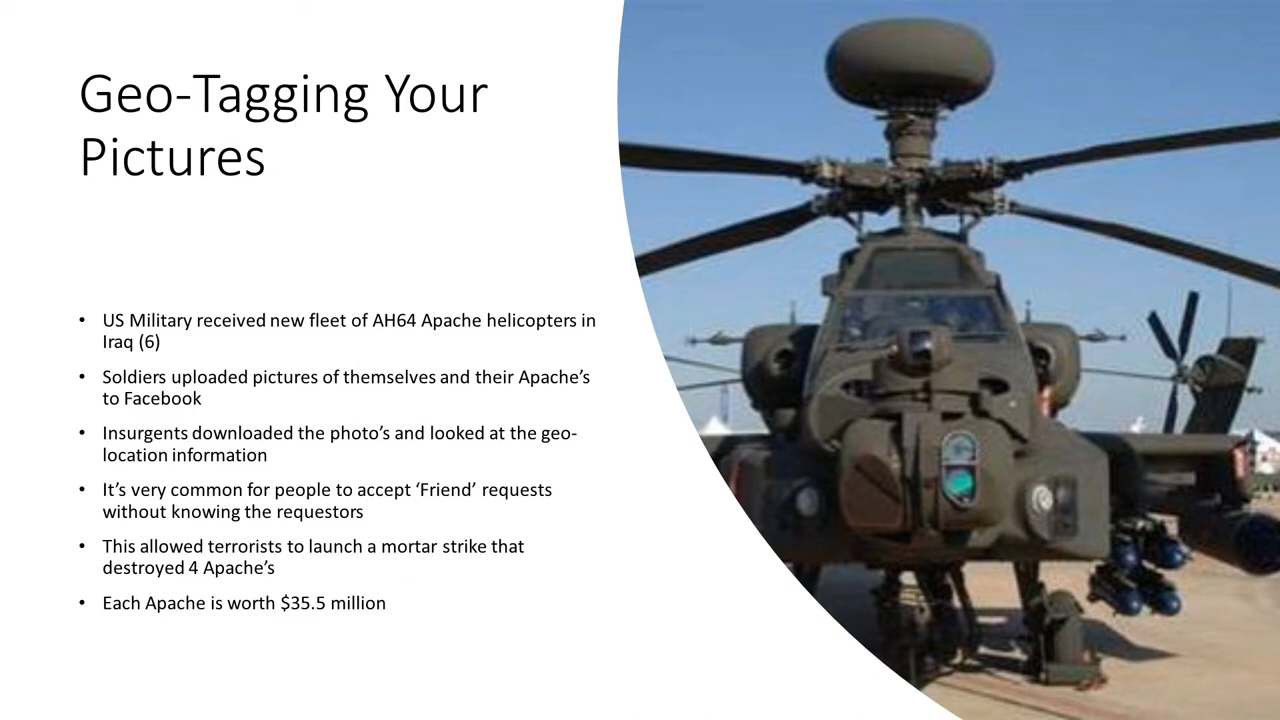 Geo-Tagging Your
Pictures
• US Military received new fleet of AH64 Apache helicopters in
Iraq (6)
• Soldiers uploaded pictures of themselves and their Apache’s
to Facebook
• Insurgents downloaded the photo’s and looked at the geo-
location information
• It’s very common for people to accept ‘Friend’ requests
without knowing the requestors
• This allowed terrorists to launch a mortar strike that
destroyed 4 Apache’s
• Each Apache is worth $35.5 million